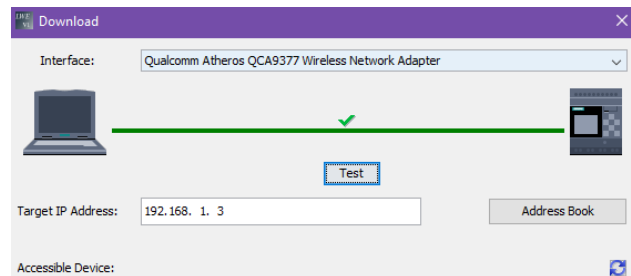 Download
Interface:
Qualcomm Atheros QCA9377 Wireless Network Adapter
Test
Target IP Address:
192.168. 1. 3
Address Book
Accessible Device: